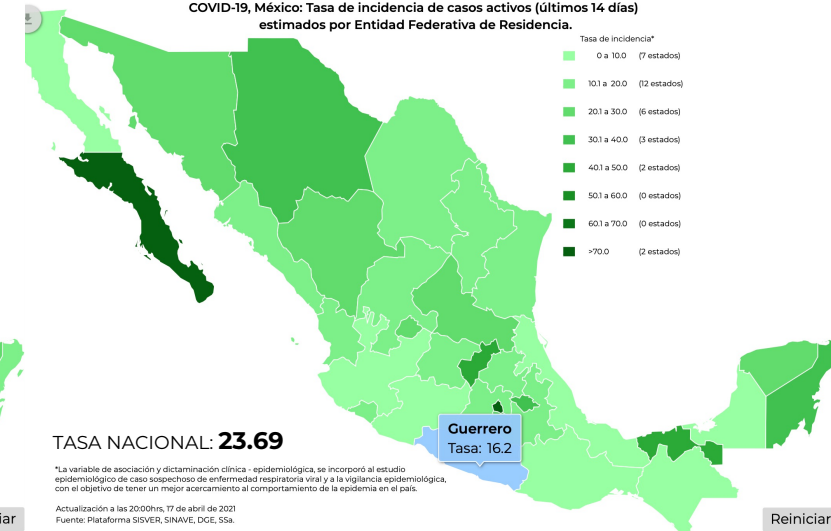 COVID-19, México: Tasa de incidencia de casos activos (últimos 14 días)
estimados por Entidad Federativa de Residencia.
Tasa de incidencia*
0 a 10.0 (7 estados)
10.1 a 20.0 (12 estados)
20.1 a 30.0 (6 estados)
30.1 a 40.0 (3 estados)
40.1 a 50.0 (2 estados)
50.1 a 60.0 (0 estados)
60.1 a 70.0 (0 estados)
>70.0 (2 estados)
Guerrero
Tasa: 16.2
TASA NACIONAL: 23.69
*La variable de asociación y dictaminación clínica - epidemiológica, se incorporó al estudio
epidemiológico de caso sospechoso de enfermedad respiratoria viral y a la vigilancia epidemiológica,
con el objetivo de tener un mejor acercamiento al comportamiento de la epidemia en el país.
Actualización a las 20:00hrs, 17 de abril de 2021
Fuente: Plataforma SISVER, SINAVE, DGE, SSa.
iar
Reiniciar